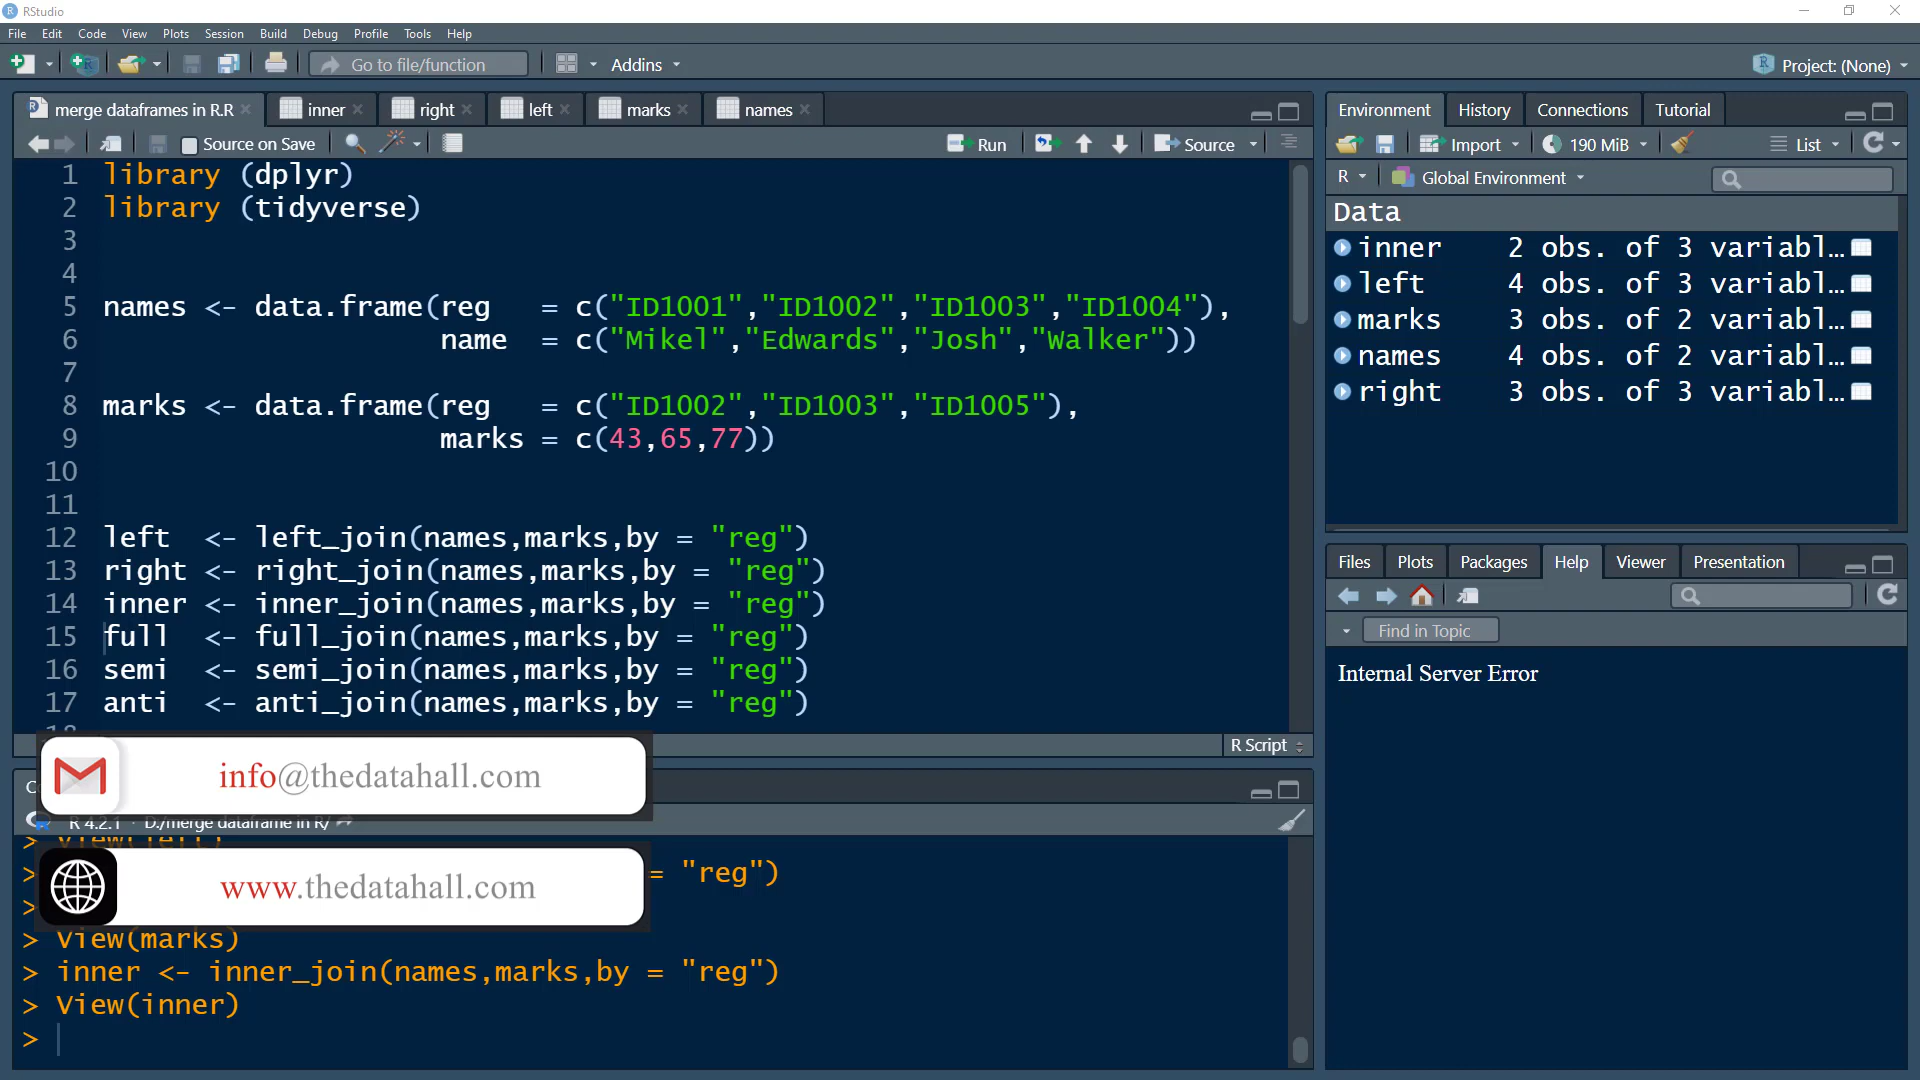 RStudio
File Edit Code View Plots Session Build Debug Profile Tools Help
Go to file/function Addins Project: (None)
merge dataframes in R.R inner right left marks names
Source on Save Run Source
1 library (dplyr)
2 library (tidyverse)
3
4
5 names <- data.frame(reg = c("ID1001","ID1002","ID1003","ID1004"),
6 name = c("Mikel","Edwards","Josh","Walker"))
7
8 marks <- data.frame(reg = c("ID1002","ID1003","ID1005"),
9 marks = c(43,65,77))
10
11
12 left <- left_join(names,marks,by = "reg")
13 right <- right_join(names,marks,by = "reg")
14 inner <- inner_join(names,marks,by = "reg")
15 full <- full_join(names,marks,by = "reg")
16 semi <- semi_join(names,marks,by = "reg")
17 anti <- anti_join(names,marks,by = "reg")
R Script
info@thedatahall.com
R 4.2.1 · D:/merge dataframe in R/
> View(left)
> = "reg")
www.thedatahall.com
>
> View(marks)
> inner <- inner_join(names,marks,by = "reg")
> View(inner)
>
Environment History Connections Tutorial
Import 190 MiB List
R Global Environment
Data
inner 2 obs. of 3 variabl…
left 4 obs. of 3 variabl…
marks 3 obs. of 2 variabl…
names 4 obs. of 2 variabl…
right 3 obs. of 3 variabl…
Files Plots Packages Help Viewer Presentation
Find in Topic
Internal Server Error